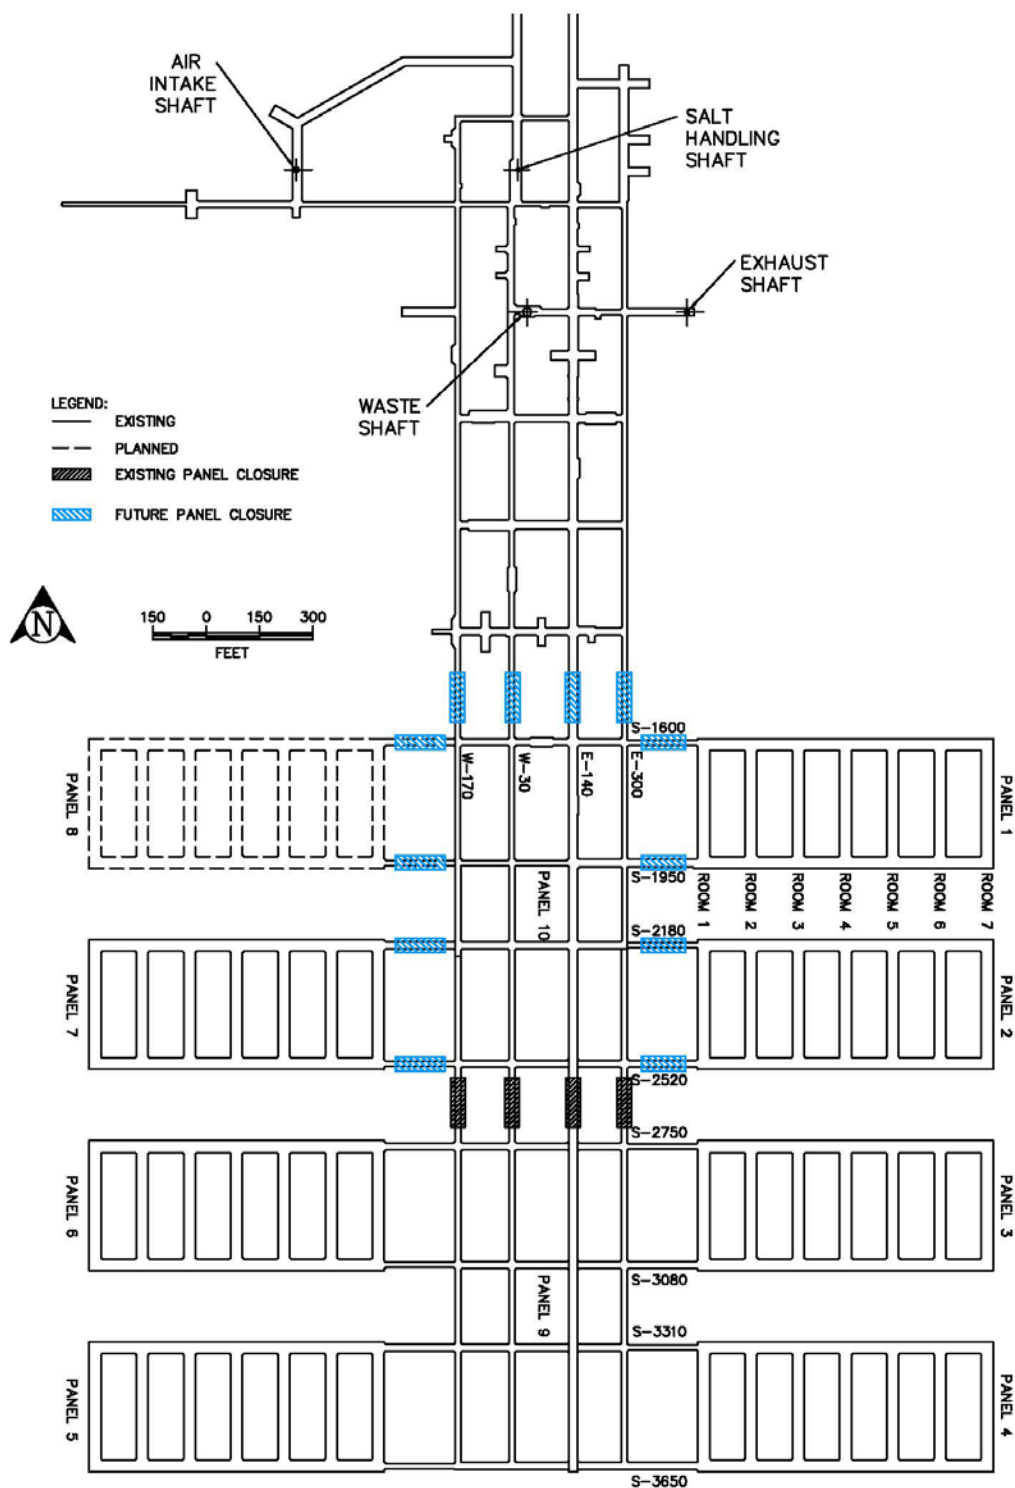 AIR
INTAKE
SHAFT
SALT
HANDLING
SHAFT
EXHAUST
SHAFT
WASTE
SHAFT
LEGEND:
EXISTING
PLANNED
EXISTING PANEL CLOSURE
FUTURE PANEL CLOSURE
N
150 0 150 300
FEET
S-1600
W-170
W-30
E-140
E-300
PANEL 8
PANEL 1
S-1950
PANEL 10
ROOM 1
ROOM 2
ROOM 3
ROOM 4
ROOM 5
ROOM 6
ROOM 7
S-2180
PANEL 7
PANEL 2
S-2520
S-2750
PANEL 6
PANEL 3
S-3080
PANEL 9
S-3310
PANEL 5
PANEL 4
S-3650